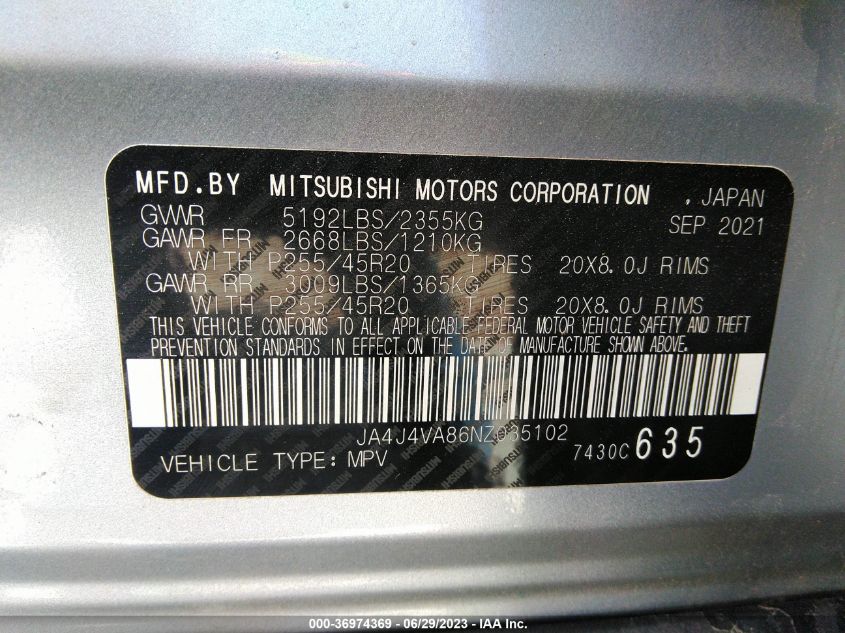 MFD.BY MITSUBISHI MOTORS CORPORATION , JAPAN
GVWR 5192LBS/2355KG SEP 2021
GAWR FR 2668LBS/1210KG
WITH P255/45R20 TIRES 20X8.0J RIMS
GAWR RR 3009LBS/1365KG
WITH P255/45R20 TIRES 20X8.0J RIMS
THIS VEHICLE CONFORMS TO ALL APPLICABLE FEDERAL MOTOR VEHICLE SAFETY AND THEFT
PREVENTION STANDARDS IN EFFECT ON THE DATE OF MANUFACTURE SHOWN ABOVE.
JA4J4VA86NZ035102
VEHICLE TYPE: MPV 7430C 635
000-36974369 - 06/29/2023 - IAA Inc.